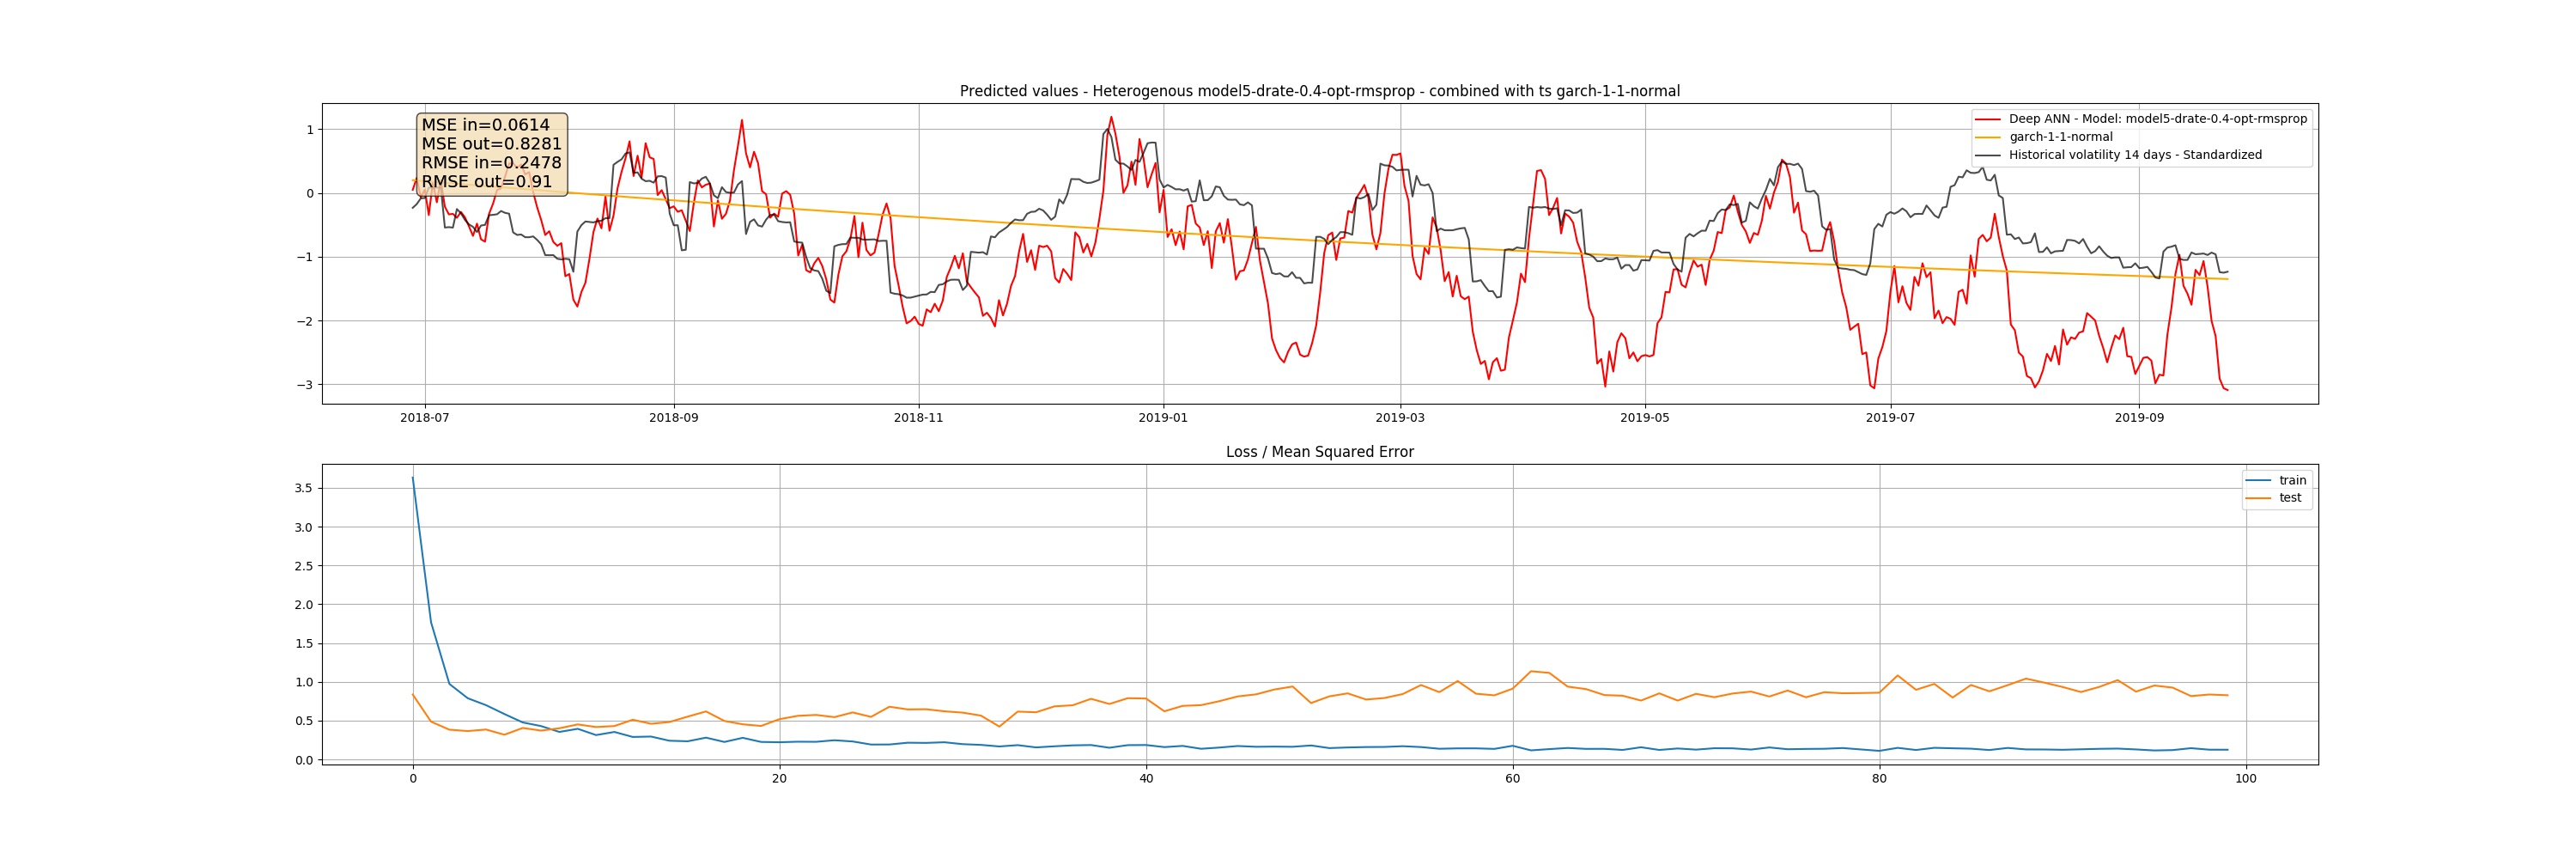 Predicted values - Heterogenous model5-drate-0.4-opt-rmsprop - combined with ts garch-1-1-normal
MSE in=0.0614
MSE out=0.8281
RMSE in=0.2478
RMSE out=0.91
Deep ANN - Model: model5-drate-0.4-opt-rmsprop
garch-1-1-normal
Historical volatility 14 days - Standardized
1
0
−1
−2
−3
2018-07 2018-09 2018-11 2019-01 2019-03 2019-05 2019-07 2019-09
Loss / Mean Squared Error
train
test
3.5
3.0
2.5
2.0
1.5
1.0
0.5
0.0
0 20 40 60 80 100